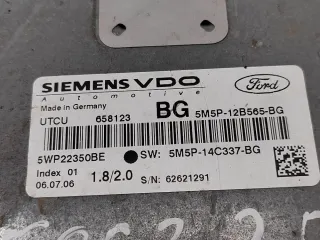 SIEMENS VDO
Automotive
Ford
Made in Germany
UTCU 658123 BG 5M5P-12B565-BG
5WP22350BE SW: 5M5P-14C337-BG
Index 01
06.07.06 1.8/2.0 S/N: 62621291